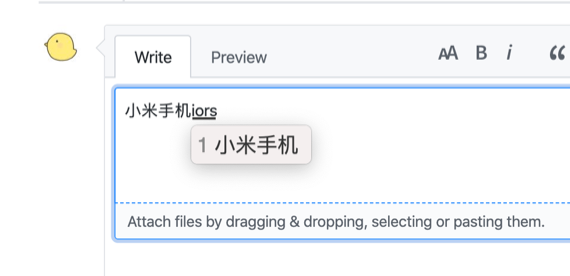 Write Preview AA B i “
小米手机iors
1 小米手机
Attach files by dragging & dropping, selecting or pasting them.